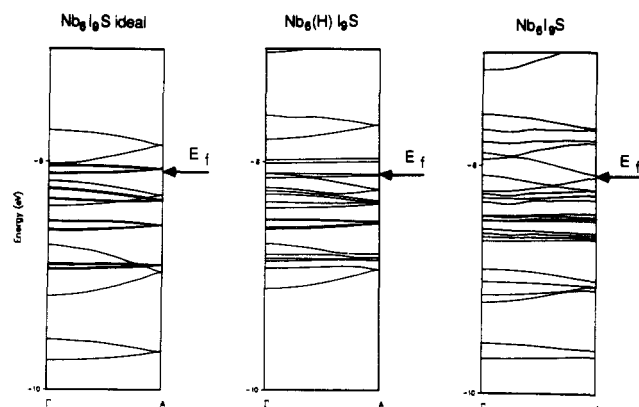 Nb₆I₉S ideal
Nb₆(H) I₉S
Nb₆I₉S
E f
E f
E f
-8
-8
-8
Energy (eV)
-10
-10
-10